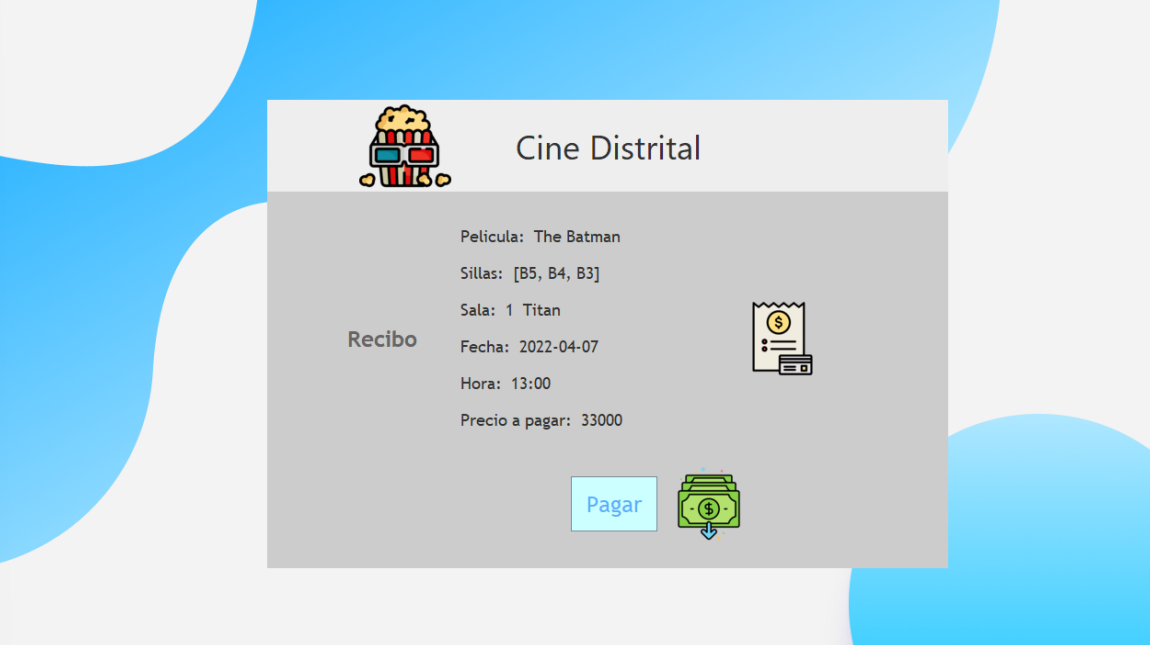 Cine Distrital
Pelicula: The Batman
Sillas: [B5, B4, B3]
Sala: 1 Titan
Recibo
Fecha: 2022-04-07
Hora: 13:00
Precio a pagar: 33000
Pagar